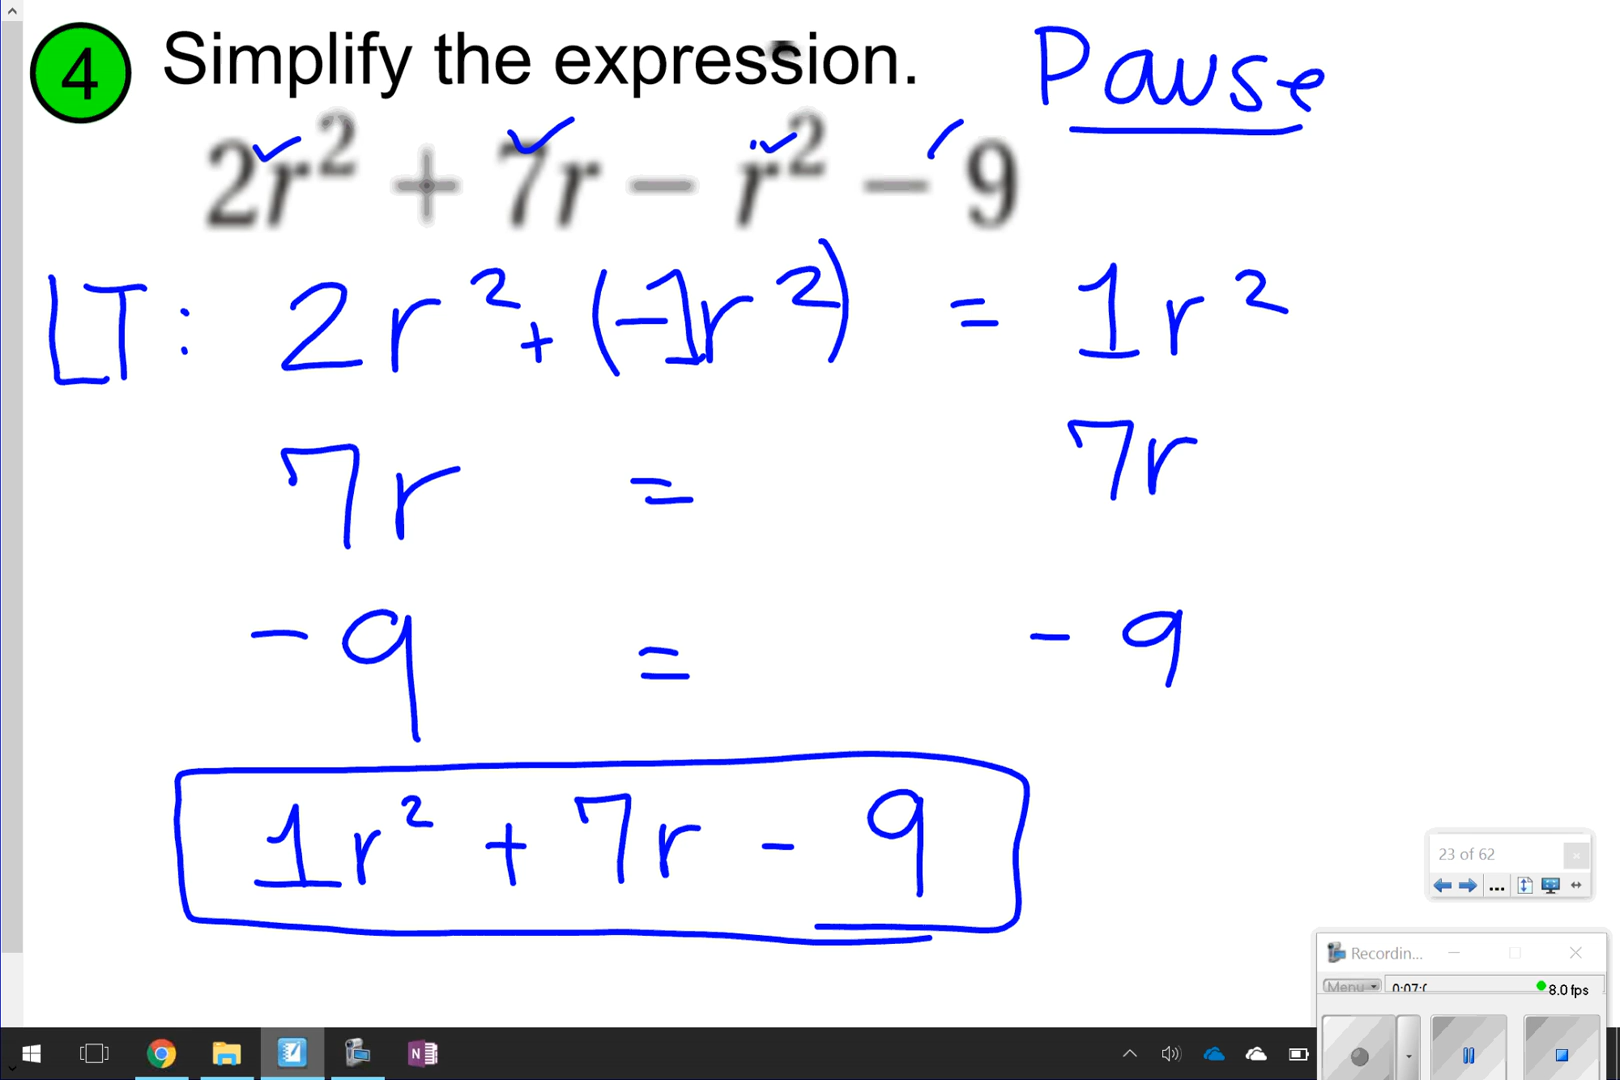 4 Simplify the expression. Pause
2r² + 7r − r² − 9
LT: 2r² + (−1r²) = 1r²
7r = 7r
− 9 = − 9
1r² + 7r − 9
23 of 62
...
Recordin...
Menu 0:07:0 8.0 fps
N